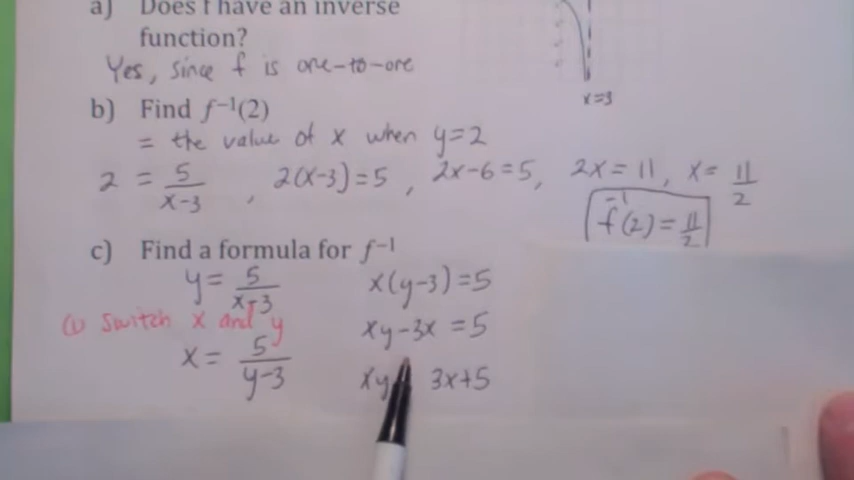 a) Does f have an inverse
function?
Yes, since f is one-to-one
x=3
b) Find f⁻¹(2)
= the value of x when y=2
2 = 5/(x-3), 2(x-3)=5, 2x-6=5, 2x=11, x=11/2
f⁻¹(2)=11/2
c) Find a formula for f⁻¹
y=5/(x-3)
① Switch x and y
x=5/(y-3)
x(y-3)=5
xy-3x=5
xy 3x+5